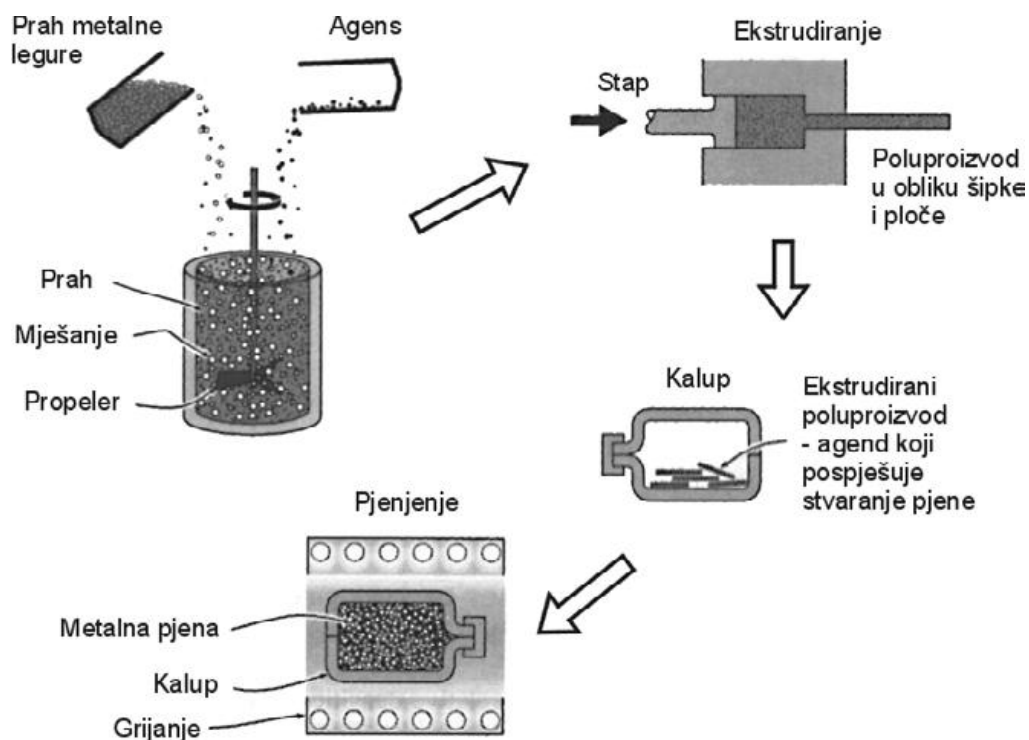 Prah metalne
legure
Agens
Prah
Mješanje
Propeler
Ekstrudiranje
Stap
Poluproizvod
u obliku šipke
i ploče
Kalup
Ekstrudirani
poluproizvod
- agend koji
pospješuje
stvaranje pjene
Pjenjenje
Metalna pjena
Kalup
Grijanje